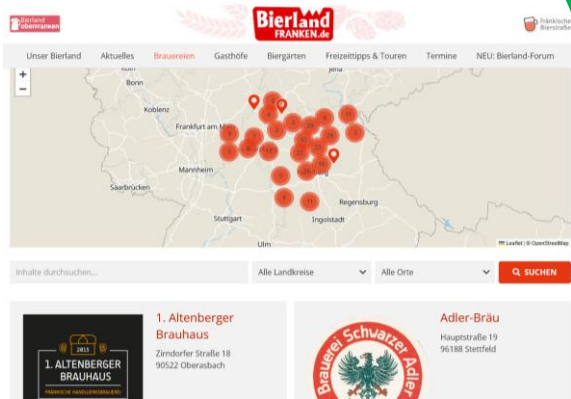 Bierland
oberfranken
Bierland
FRANKEN.de
Fränkische
Bierstraße
Unser Bierland
Aktuelles
Brauereien
Gasthöfe
Biergärten
Freizeittipps & Touren
Termine
NEU: Bierland-Forum
+
−
Bonn
Jena
Koblenz
Frankfurt am
Mannheim
Saarbrücken
Regensburg
Stuttgart
Ingolstadt
Ulm
Leaflet | © OpenStreetMap
Inhalte durchsuchen...
Alle Landkreise
Alle Orte
SUCHEN
1. Altenberger
Brauhaus
Zirndorfer Straße 18
90522 Oberasbach
2015
1. ALTENBERGER
BRAUHAUS
FRÄNKISCHE HANDWERKSBRAUEREI
Adler-Bräu
Hauptstraße 19
96188 Stettfeld
Brauerei Schwarzer Adler